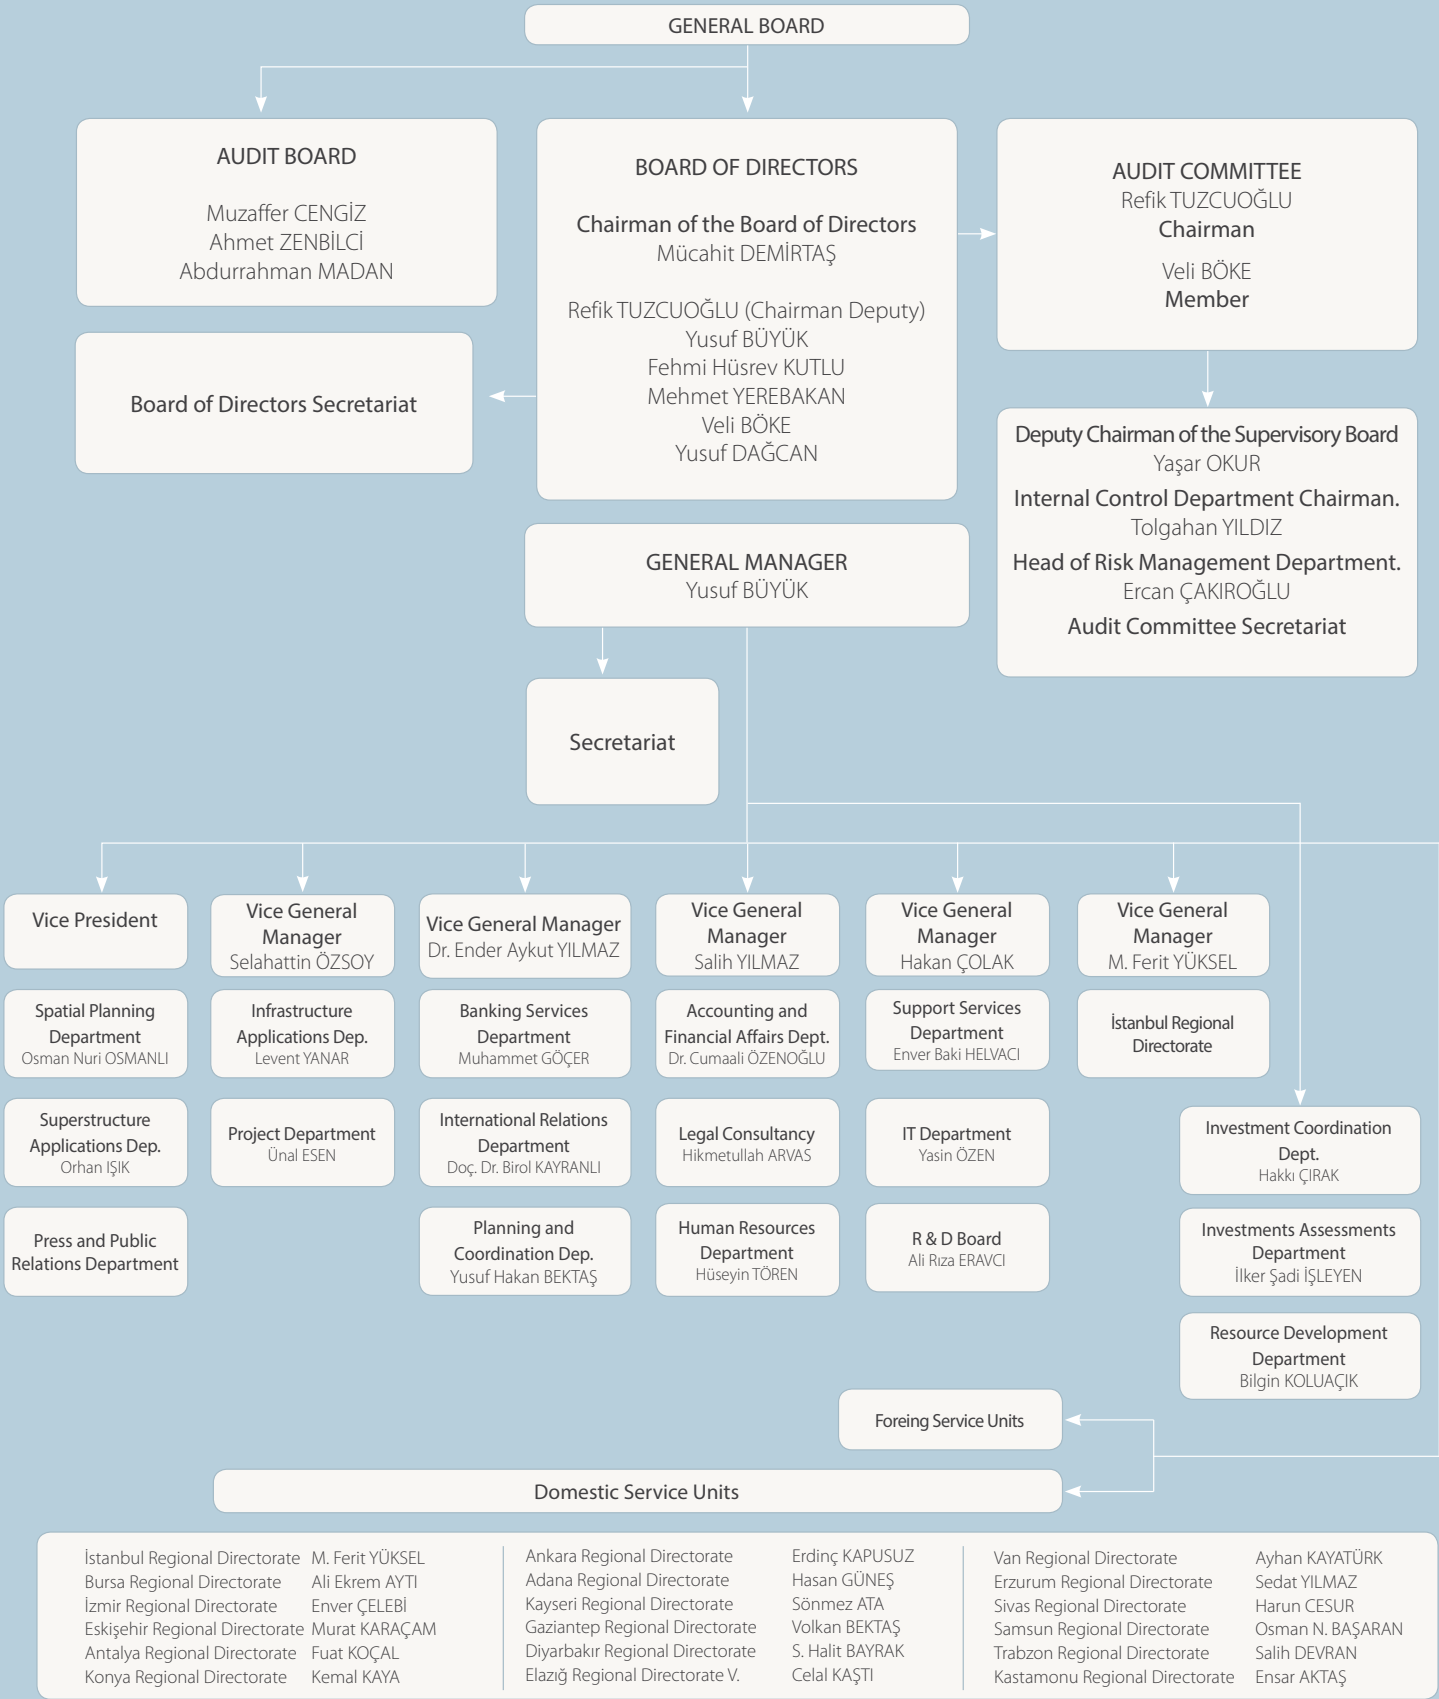 GENERAL BOARD
AUDIT BOARD
Muzaffer CENGİZ
Ahmet ZENBİLCİ
Abdurrahman MADAN
BOARD OF DIRECTORS
Chairman of the Board of Directors
Mücahit DEMİRTAŞ
Refik TUZCUOĞLU (Chairman Deputy)
Yusuf BÜYÜK
Fehmi Hüsrev KUTLU
Mehmet YEREBAKAN
Veli BÖKE
Yusuf DAĞCAN
AUDIT COMMITTEE
Refik TUZCUOĞLU
Chairman
Veli BÖKE
Member
Board of Directors Secretariat
Deputy Chairman of the Supervisory Board
Yaşar OKUR
Internal Control Department Chairman.
Tolgahan YILDIZ
Head of Risk Management Department.
Ercan ÇAKIROĞLU
Audit Committee Secretariat
GENERAL MANAGER
Yusuf BÜYÜK
Secretariat
Vice President
Spatial Planning
Department
Osman Nuri OSMANLI
Superstructure
Applications Dep.
Orhan IŞIK
Press and Public
Relations Department
Vice General
Manager
Selahattin ÖZSOY
Infrastructure
Applications Dep.
Levent YANAR
Project Department
Ünal ESEN
Vice General Manager
Dr. Ender Aykut YILMAZ
Banking Services
Department
Muhammet GÖÇER
International Relations
Department
Doç. Dr. Birol KAYRANLI
Planning and
Coordination Dep.
Yusuf Hakan BEKTAŞ
Vice General
Manager
Salih YILMAZ
Accounting and
Financial Affairs Dept.
Dr. Cumaali ÖZENOĞLU
Legal Consultancy
Hikmetullah ARVAS
Human Resources
Department
Hüseyin TÖREN
Vice General
Manager
Hakan ÇOLAK
Support Services
Department
Enver Baki HELVACI
IT Department
Yasin ÖZEN
R & D Board
Ali Rıza ERAVCI
Vice General
Manager
M. Ferit YÜKSEL
İstanbul Regional
Directorate
Investment Coordination
Dept.
Hakkı ÇIRAK
Investments Assessments
Department
İlker Şadi İŞLEYEN
Resource Development
Department
Bilgin KOLUAÇIK
Foreing Service Units
Domestic Service Units
İstanbul Regional Directorate M. Ferit YÜKSEL
Bursa Regional Directorate Ali Ekrem AYTI
İzmir Regional Directorate Enver ÇELEBİ
Eskişehir Regional Directorate Murat KARAÇAM
Antalya Regional Directorate Fuat KOÇAL
Konya Regional Directorate Kemal KAYA
Ankara Regional Directorate Erdinç KAPUSUZ
Adana Regional Directorate Hasan GÜNEŞ
Kayseri Regional Directorate Sönmez ATA
Gaziantep Regional Directorate Volkan BEKTAŞ
Diyarbakır Regional Directorate S. Halit BAYRAK
Elazığ Regional Directorate V. Celal KAŞTI
Van Regional Directorate Ayhan KAYATÜRK
Erzurum Regional Directorate Sedat YILMAZ
Sivas Regional Directorate Harun CESUR
Samsun Regional Directorate Osman N. BAŞARAN
Trabzon Regional Directorate Salih DEVRAN
Kastamonu Regional Directorate Ensar AKTAŞ